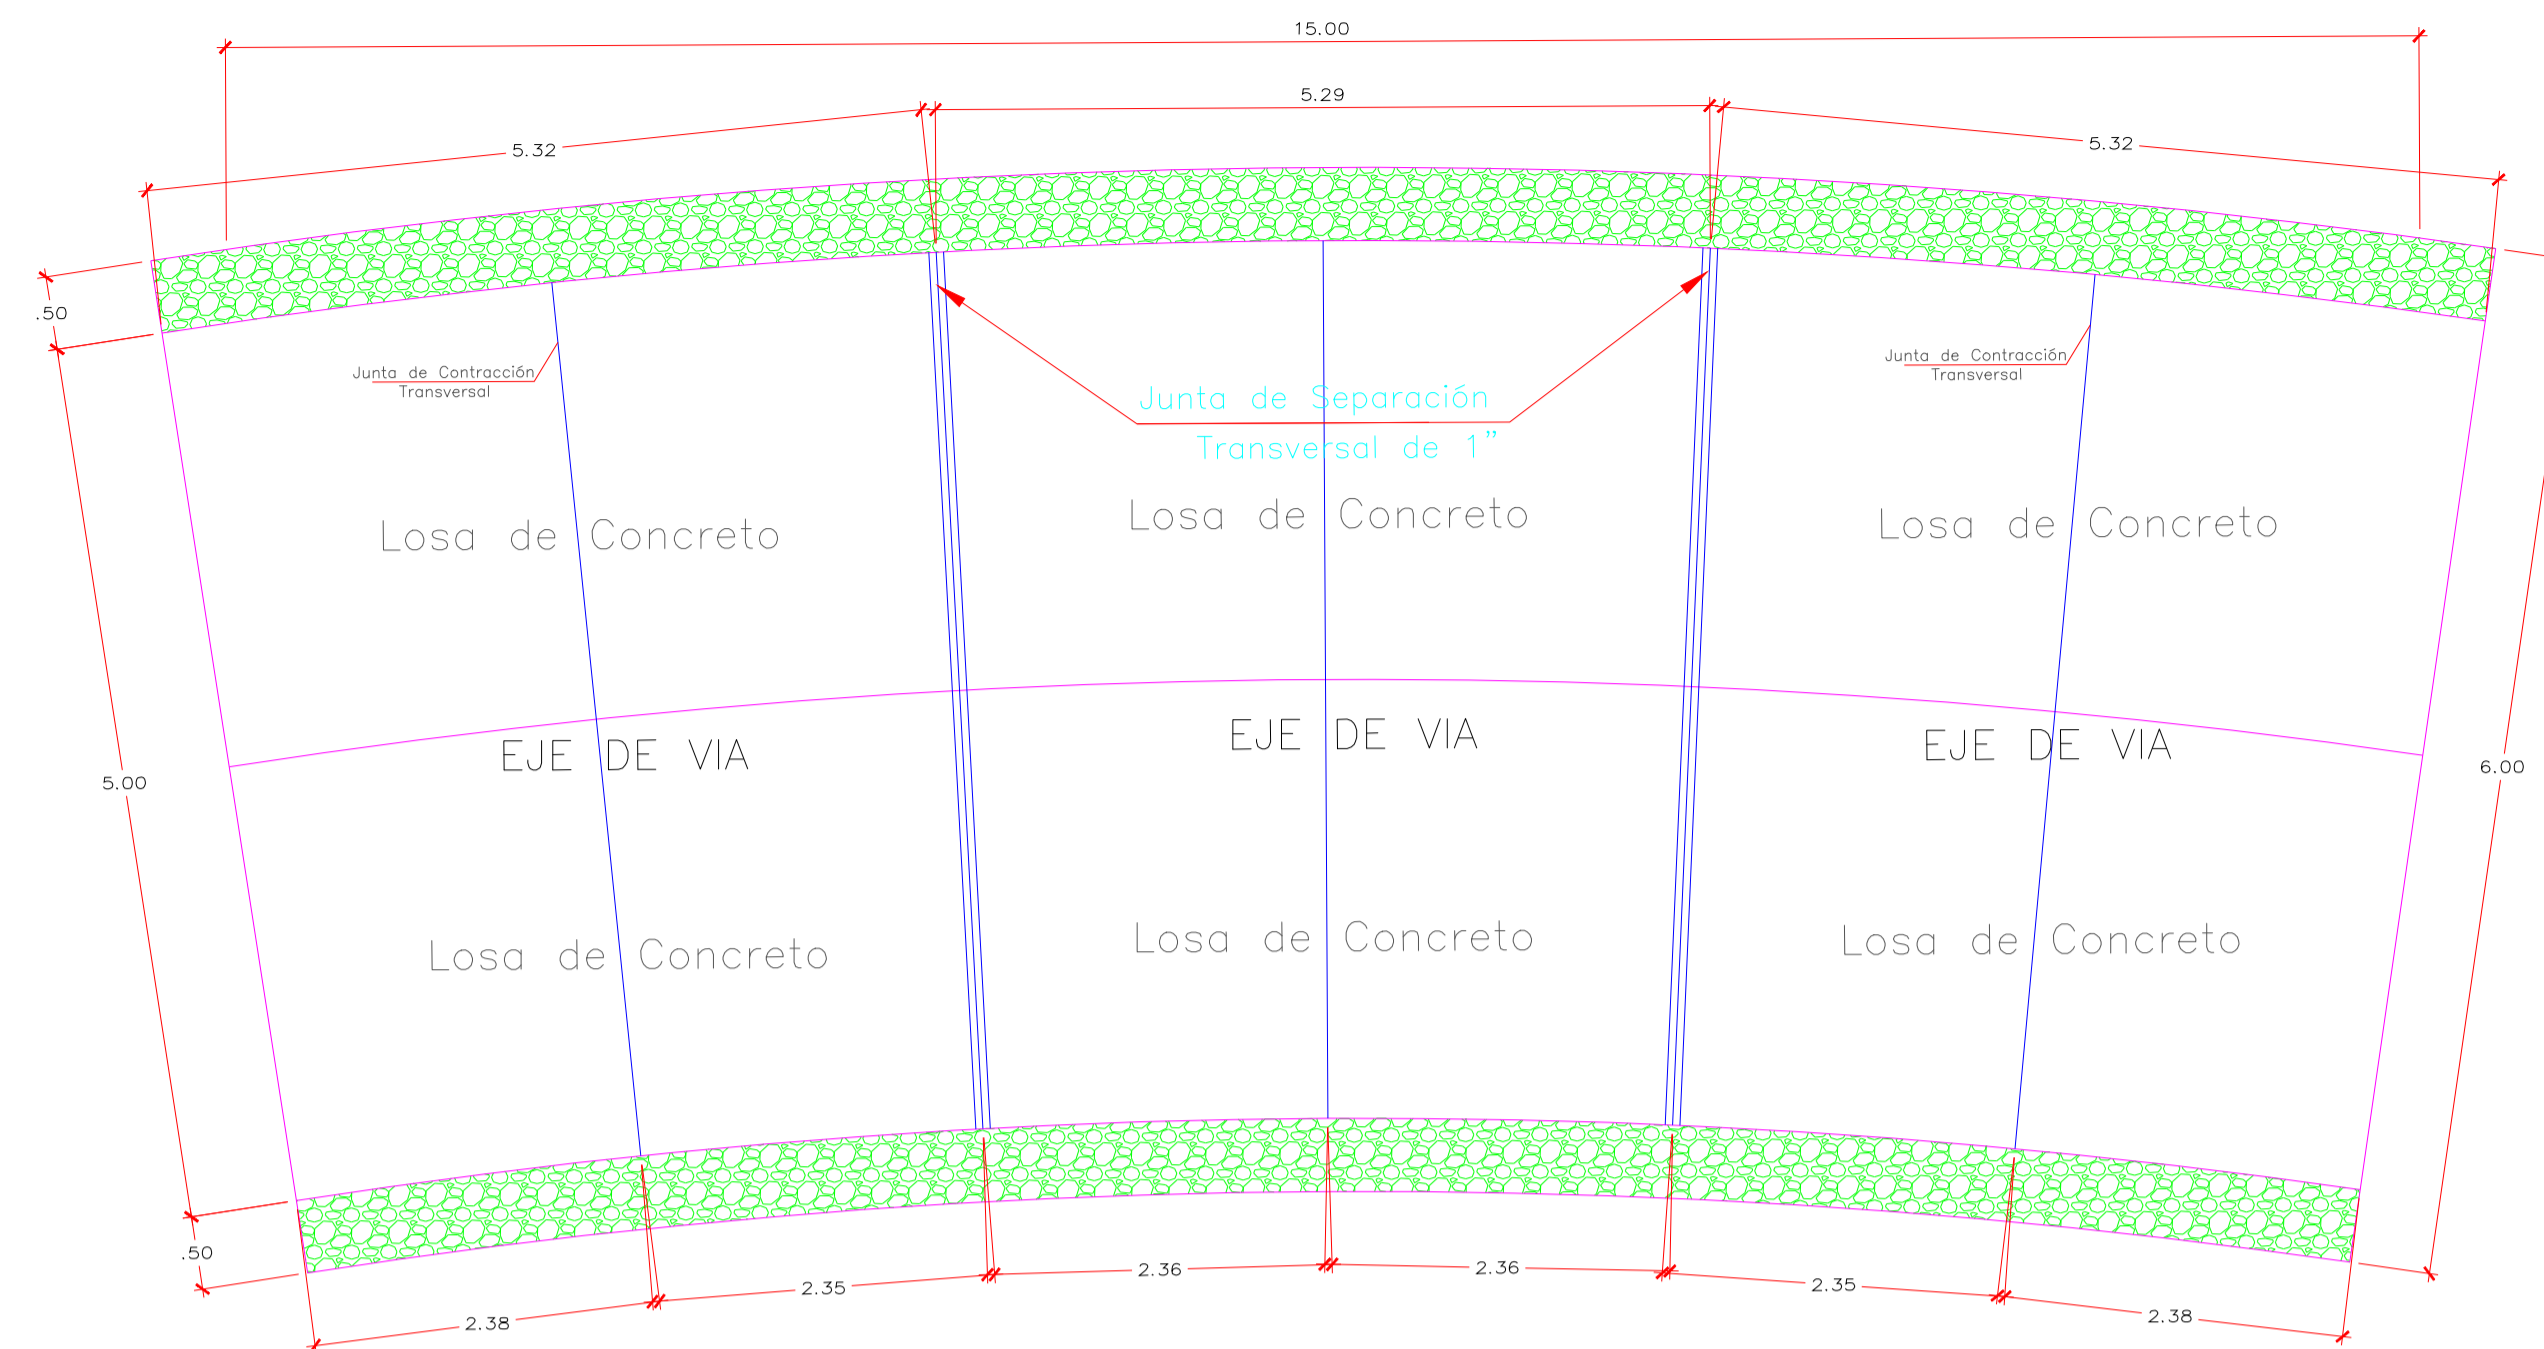 15.00
5.29
5.32
5.32
.50
Junta de Contracción
Transversal
Junta de Contracción
Transversal
Junta de Separación
Transversal de 1”
Losa de Concreto
Losa de Concreto
Losa de Concreto
EJE DE VIA
EJE DE VIA
EJE DE VIA
5.00
6.00
Losa de Concreto
Losa de Concreto
Losa de Concreto
.50
2.38
2.35
2.36
2.36
2.35
2.38